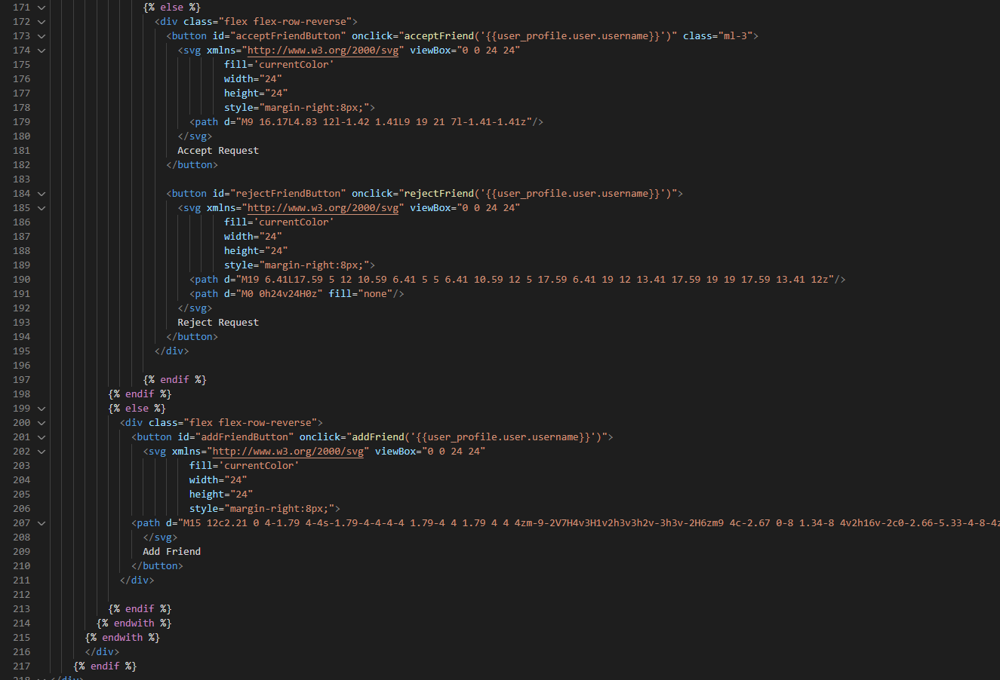 171 {% else %}
172 <div class="flex flex-row-reverse">
173 <button id="acceptFriendButton" onclick="acceptFriend('{{user_profile.user.username}}')" class="ml-3">
174 <svg xmlns="http://www.w3.org/2000/svg" viewBox="0 0 24 24"
175 fill='currentColor'
176 width="24"
177 height="24"
178 style="margin-right:8px;">
179 <path d="M9 16.17L4.83 12l-1.42 1.41L9 19 21 7l-1.41-1.41z"/>
180 </svg>
181 Accept Request
182 </button>
183
184 <button id="rejectFriendButton" onclick="rejectFriend('{{user_profile.user.username}}')">
185 <svg xmlns="http://www.w3.org/2000/svg" viewBox="0 0 24 24"
186 fill='currentColor'
187 width="24"
188 height="24"
189 style="margin-right:8px;">
190 <path d="M19 6.41L17.59 5 12 10.59 6.41 5 5 6.41 10.59 12 5 17.59 6.41 19 12 13.41 17.59 19 19 17.59 13.41 12z"/>
191 <path d="M0 0h24v24H0z" fill="none"/>
192 </svg>
193 Reject Request
194 </button>
195 </div>
196
197 {% endif %}
198 {% endif %}
199 {% else %}
200 <div class="flex flex-row-reverse">
201 <button id="addFriendButton" onclick="addFriend('{{user_profile.user.username}}')">
202 <svg xmlns="http://www.w3.org/2000/svg" viewBox="0 0 24 24"
203 fill='currentColor'
204 width="24"
205 height="24"
206 style="margin-right:8px;">
207 <path d="M15 12c2.21 0 4-1.79 4-4s-1.79-4-4-4-4 1.79-4 4 1.79 4 4 4zm-9-2V7H4v3H1v2h3v3h2v-3h3v-2H6zm9 4c-2.67 0-8 1.34-8 4v2h16v-2c0-2.66-5.33-4-8-4z
208 </svg>
209 Add Friend
210 </button>
211 </div>
212
213 {% endif %}
214 {% endwith %}
215 {% endwith %}
216 </div>
217 {% endif %}
218 </div>